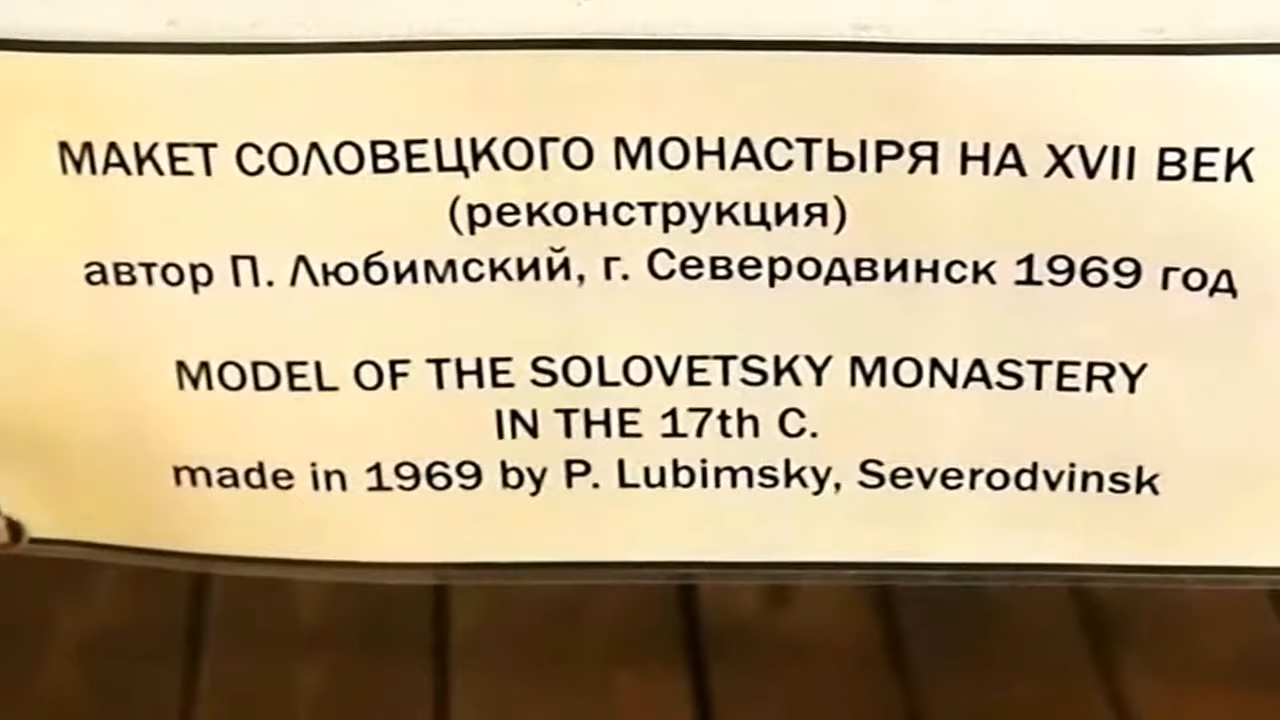 МАКЕТ СОЛОВЕЦКОГО МОНАСТЫРЯ НА XVII ВЕК
(реконструкция)
автор П. Любимский, г. Северодвинск 1969 год
MODEL OF THE SOLOVETSKY MONASTERY
IN THE 17th C.
made in 1969 by P. Lubimsky, Severodvinsk